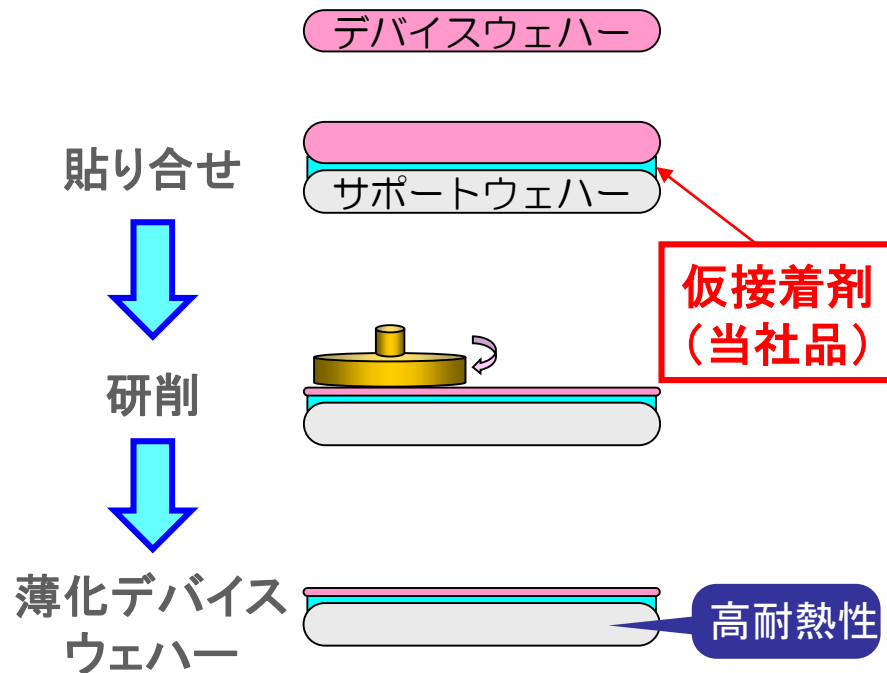 デバイスウェハー
貼り合せ
サポートウェハー
仮接着剤
（当社品）
研削
薄化デバイス
ウェハー
高耐熱性